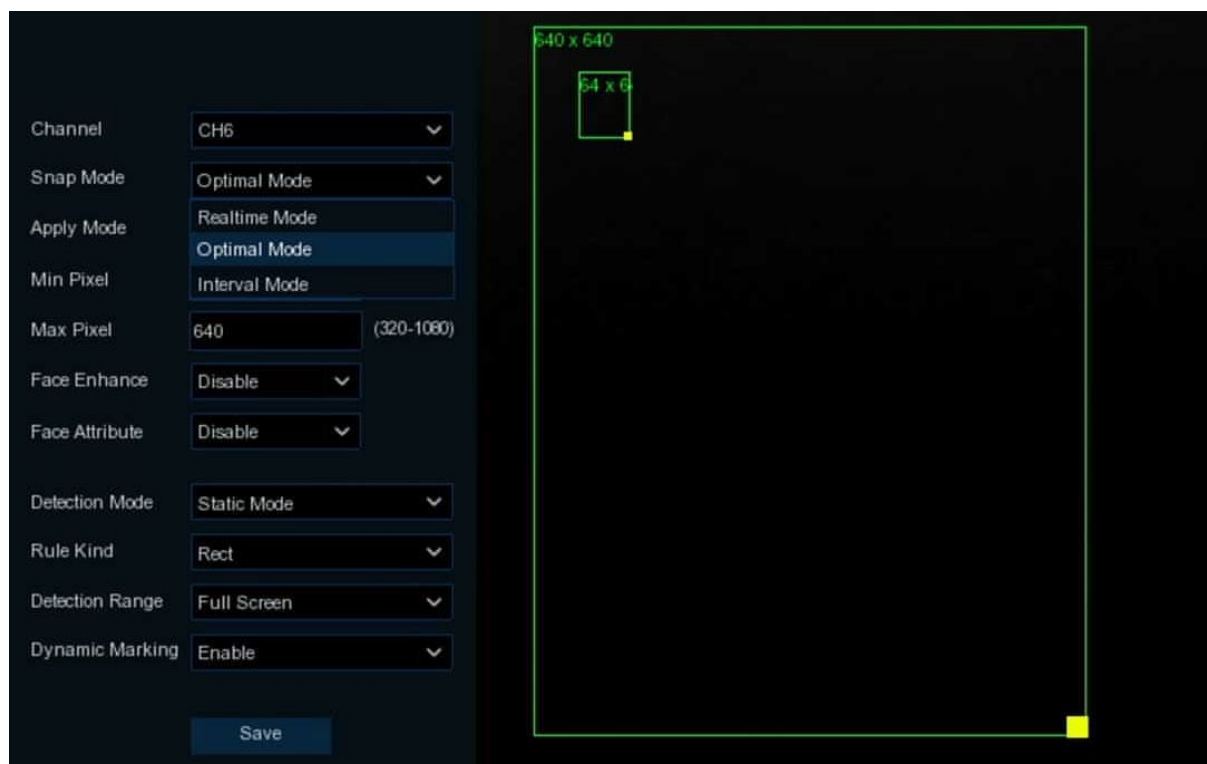 Channel CH6
Snap Mode Optimal Mode
Realtime Mode
Apply Mode
Optimal Mode
Min Pixel Interval Mode
Max Pixel 640 (320-1080)
Face Enhance Disable
Face Attribute Disable
Detection Mode Static Mode
Rule Kind Rect
Detection Range Full Screen
Dynamic Marking Enable
Save
640 x 640
64 x 6